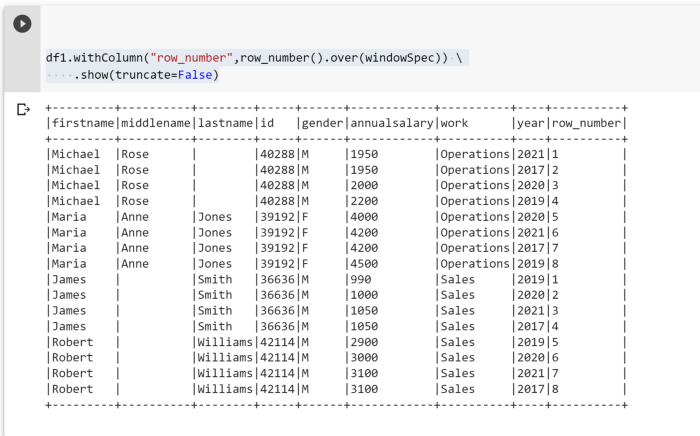 df1.withColumn("row_number",row_number().over(windowSpec)) \
    .show(truncate=False)
+---------+----------+--------+-----+------+------------+----------+----+----------+
|firstname|middlename|lastname|id   |gender|annualsalary|work      |year|row_number|
+---------+----------+--------+-----+------+------------+----------+----+----------+
|Michael  |Rose      |        |40288|M     |1950        |Operations|2021|1         |
|Michael  |Rose      |        |40288|M     |1950        |Operations|2017|2         |
|Michael  |Rose      |        |40288|M     |2000        |Operations|2020|3         |
|Michael  |Rose      |        |40288|M     |2200        |Operations|2019|4         |
|Maria    |Anne      |Jones   |39192|F     |4000        |Operations|2020|5         |
|Maria    |Anne      |Jones   |39192|F     |4200        |Operations|2021|6         |
|Maria    |Anne      |Jones   |39192|F     |4200        |Operations|2017|7         |
|Maria    |Anne      |Jones   |39192|F     |4500        |Operations|2019|8         |
|James    |          |Smith   |36636|M     |990         |Sales     |2019|1         |
|James    |          |Smith   |36636|M     |1000        |Sales     |2020|2         |
|James    |          |Smith   |36636|M     |1050        |Sales     |2021|3         |
|James    |          |Smith   |36636|M     |1050        |Sales     |2017|4         |
|Robert   |          |Williams|42114|M     |2900        |Sales     |2019|5         |
|Robert   |          |Williams|42114|M     |3000        |Sales     |2020|6         |
|Robert   |          |Williams|42114|M     |3100        |Sales     |2021|7         |
|Robert   |          |Williams|42114|M     |3100        |Sales     |2017|8         |
+---------+----------+--------+-----+------+------------+----------+----+----------+